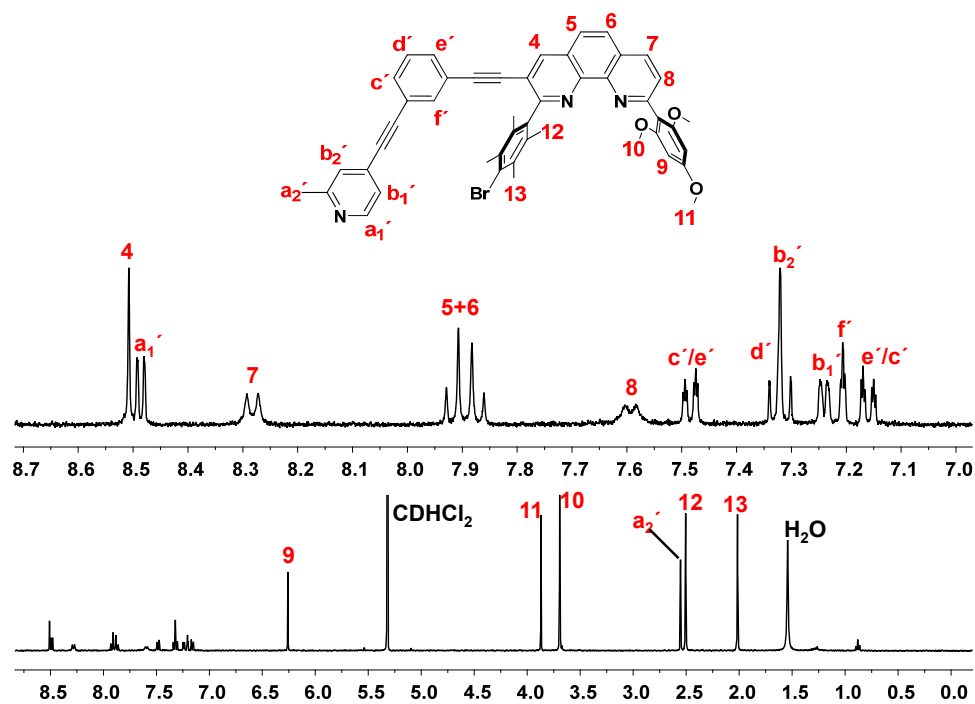 d´ e´ 4 5 6 7
c´ 8
f´ N N
12 O O
b₂´ 10 9
a₂´ b₁´ Br 13 O
N a₁´ 11
4 b₂´
a₁´ 5+6 f´
7 8 c´/e´ d´ b₁´ e´/c´
8.7 8.6 8.5 8.4 8.3 8.2 8.1 8.0 7.9 7.8 7.7 7.6 7.5 7.4 7.3 7.2 7.1 7.0
9 CDHCl₂ 11 10 a₂´ 12 13 H₂O
8.5 8.0 7.5 7.0 6.5 6.0 5.5 5.0 4.5 4.0 3.5 3.0 2.5 2.0 1.5 1.0 0.5 0.0